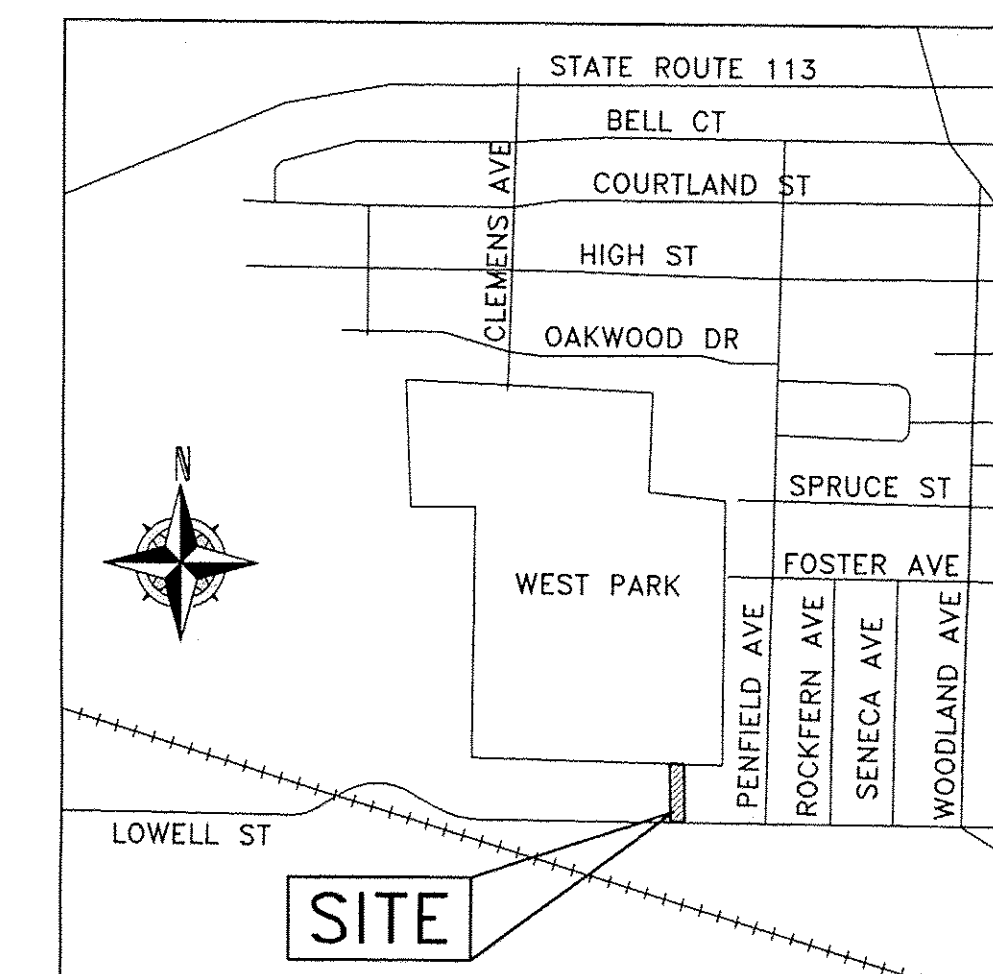 STATE ROUTE 113
BELL CT
CLEMENS AVE
COURTLAND ST
HIGH ST
OAKWOOD DR
N
SPRUCE ST
FOSTER AVE
WEST PARK
PENFIELD AVE
ROCKFERN AVE
SENECA AVE
WOODLAND AVE
LOWELL ST
SITE